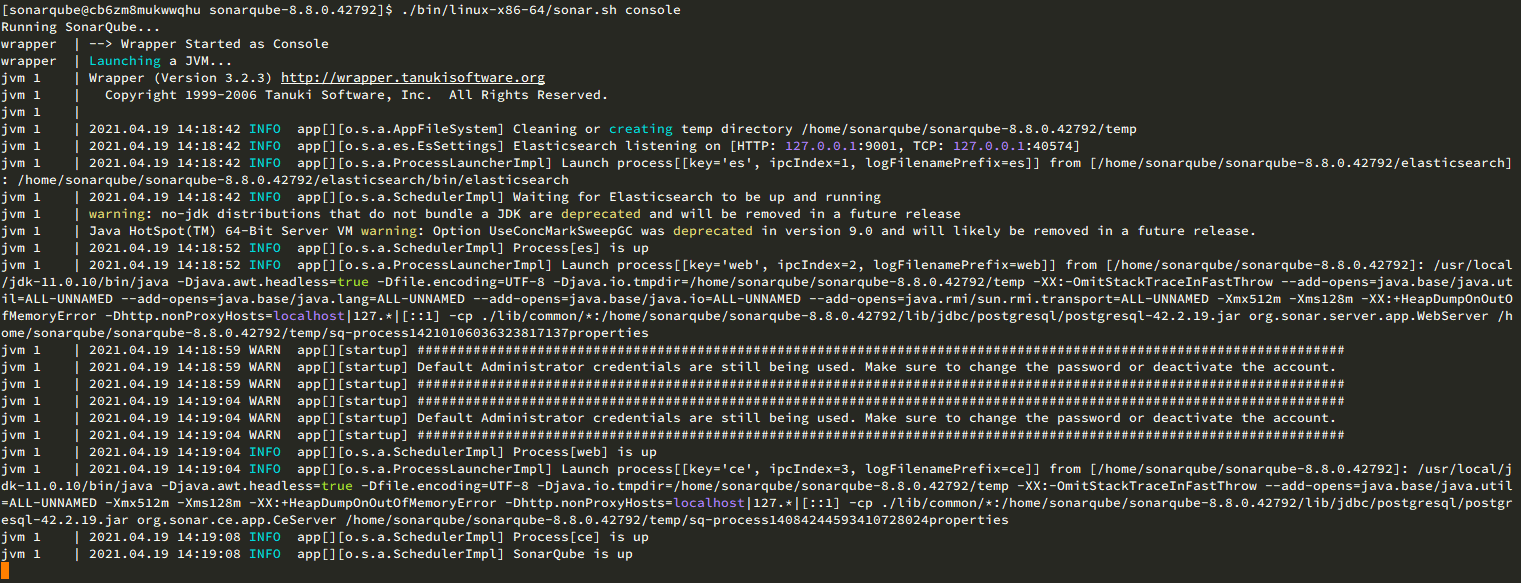 [sonarqube@cb6zm8mukwwqhu sonarqube-8.8.0.42792]$ ./bin/linux-x86-64/sonar.sh console
Running SonarQube...
wrapper  | --> Wrapper Started as Console
wrapper  | Launching a JVM...
jvm 1    | Wrapper (Version 3.2.3) http://wrapper.tanukisoftware.org
jvm 1    |   Copyright 1999-2006 Tanuki Software, Inc.  All Rights Reserved.
jvm 1    |
jvm 1    | 2021.04.19 14:18:42 INFO  app[][o.s.a.AppFileSystem] Cleaning or creating temp directory /home/sonarqube/sonarqube-8.8.0.42792/temp
jvm 1    | 2021.04.19 14:18:42 INFO  app[][o.s.a.es.EsSettings] Elasticsearch listening on [HTTP: 127.0.0.1:9001, TCP: 127.0.0.1:40574]
jvm 1    | 2021.04.19 14:18:42 INFO  app[][o.s.a.ProcessLauncherImpl] Launch process[[key='es', ipcIndex=1, logFilenamePrefix=es]] from [/home/sonarqube/sonarqube-8.8.0.42792/elasticsearch]
: /home/sonarqube/sonarqube-8.8.0.42792/elasticsearch/bin/elasticsearch
jvm 1    | 2021.04.19 14:18:42 INFO  app[][o.s.a.SchedulerImpl] Waiting for Elasticsearch to be up and running
jvm 1    | warning: no-jdk distributions that do not bundle a JDK are deprecated and will be removed in a future release
jvm 1    | Java HotSpot(TM) 64-Bit Server VM warning: Option UseConcMarkSweepGC was deprecated in version 9.0 and will likely be removed in a future release.
jvm 1    | 2021.04.19 14:18:52 INFO  app[][o.s.a.SchedulerImpl] Process[es] is up
jvm 1    | 2021.04.19 14:18:52 INFO  app[][o.s.a.ProcessLauncherImpl] Launch process[[key='web', ipcIndex=2, logFilenamePrefix=web]] from [/home/sonarqube/sonarqube-8.8.0.42792]: /usr/local
/jdk-11.0.10/bin/java -Djava.awt.headless=true -Dfile.encoding=UTF-8 -Djava.io.tmpdir=/home/sonarqube/sonarqube-8.8.0.42792/temp -XX:-OmitStackTraceInFastThrow --add-opens=java.base/java.ut
il=ALL-UNNAMED --add-opens=java.base/java.lang=ALL-UNNAMED --add-opens=java.base/java.io=ALL-UNNAMED --add-opens=java.rmi/sun.rmi.transport=ALL-UNNAMED -Xmx512m -Xms128m -XX:+HeapDumpOnOutO
fMemoryError -Dhttp.nonProxyHosts=localhost|127.*|[::1] -cp ./lib/common/*:/home/sonarqube/sonarqube-8.8.0.42792/lib/jdbc/postgresql/postgresql-42.2.19.jar org.sonar.server.app.WebServer /h
ome/sonarqube/sonarqube-8.8.0.42792/temp/sq-process14210106036323817137properties
jvm 1    | 2021.04.19 14:18:59 WARN  app[][startup] ####################################################################################################################
jvm 1    | 2021.04.19 14:18:59 WARN  app[][startup] Default Administrator credentials are still being used. Make sure to change the password or deactivate the account.
jvm 1    | 2021.04.19 14:18:59 WARN  app[][startup] ####################################################################################################################
jvm 1    | 2021.04.19 14:19:04 WARN  app[][startup] ####################################################################################################################
jvm 1    | 2021.04.19 14:19:04 WARN  app[][startup] Default Administrator credentials are still being used. Make sure to change the password or deactivate the account.
jvm 1    | 2021.04.19 14:19:04 WARN  app[][startup] ####################################################################################################################
jvm 1    | 2021.04.19 14:19:04 INFO  app[][o.s.a.SchedulerImpl] Process[web] is up
jvm 1    | 2021.04.19 14:19:04 INFO  app[][o.s.a.ProcessLauncherImpl] Launch process[[key='ce', ipcIndex=3, logFilenamePrefix=ce]] from [/home/sonarqube/sonarqube-8.8.0.42792]: /usr/local/j
dk-11.0.10/bin/java -Djava.awt.headless=true -Dfile.encoding=UTF-8 -Djava.io.tmpdir=/home/sonarqube/sonarqube-8.8.0.42792/temp -XX:-OmitStackTraceInFastThrow --add-opens=java.base/java.util
=ALL-UNNAMED -Xmx512m -Xms128m -XX:+HeapDumpOnOutOfMemoryError -Dhttp.nonProxyHosts=localhost|127.*|[::1] -cp ./lib/common/*:/home/sonarqube/sonarqube-8.8.0.42792/lib/jdbc/postgresql/postgr
esql-42.2.19.jar org.sonar.ce.app.CeServer /home/sonarqube/sonarqube-8.8.0.42792/temp/sq-process14084244593410728024properties
jvm 1    | 2021.04.19 14:19:08 INFO  app[][o.s.a.SchedulerImpl] Process[ce] is up
jvm 1    | 2021.04.19 14:19:08 INFO  app[][o.s.a.SchedulerImpl] SonarQube is up